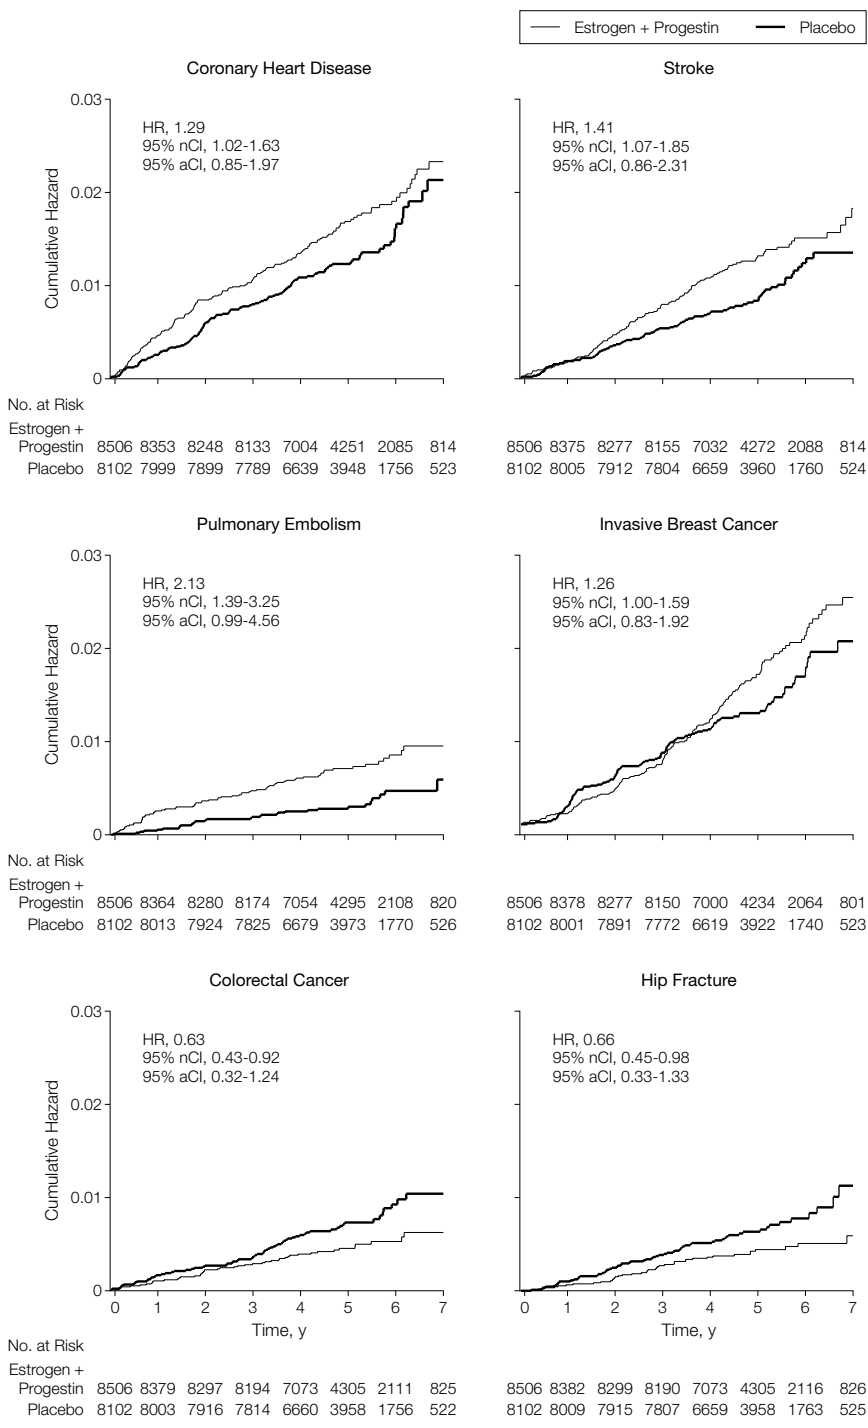 Estrogen + Progestin Placebo
Coronary Heart Disease
0.03
HR, 1.29
95% nCI, 1.02-1.63
95% aCI, 0.85-1.97
0.02
Cumulative Hazard
0.01
0
No. at Risk
Estrogen +
Progestin 8506 8353 8248 8133 7004 4251 2085 814
Placebo 8102 7999 7899 7789 6639 3948 1756 523
Stroke
HR, 1.41
95% nCI, 1.07-1.85
95% aCI, 0.86-2.31
8506 8375 8277 8155 7032 4272 2088 814
8102 8005 7912 7804 6659 3960 1760 524
Pulmonary Embolism
0.03
HR, 2.13
95% nCI, 1.39-3.25
95% aCI, 0.99-4.56
0.02
Cumulative Hazard
0.01
0
No. at Risk
Estrogen +
Progestin 8506 8364 8280 8174 7054 4295 2108 820
Placebo 8102 8013 7924 7825 6679 3973 1770 526
Invasive Breast Cancer
HR, 1.26
95% nCI, 1.00-1.59
95% aCI, 0.83-1.92
8506 8378 8277 8150 7000 4234 2064 801
8102 8001 7891 7772 6619 3922 1740 523
Colorectal Cancer
0.03
HR, 0.63
95% nCI, 0.43-0.92
95% aCI, 0.32-1.24
0.02
Cumulative Hazard
0.01
0
0 1 2 3 4 5 6 7
Time, y
No. at Risk
Estrogen +
Progestin 8506 8379 8297 8194 7073 4305 2111 825
Placebo 8102 8003 7916 7814 6660 3958 1756 522
Hip Fracture
HR, 0.66
95% nCI, 0.45-0.98
95% aCI, 0.33-1.33
0 1 2 3 4 5 6 7
Time, y
8506 8382 8299 8190 7073 4305 2116 826
8102 8009 7915 7807 6659 3958 1763 525